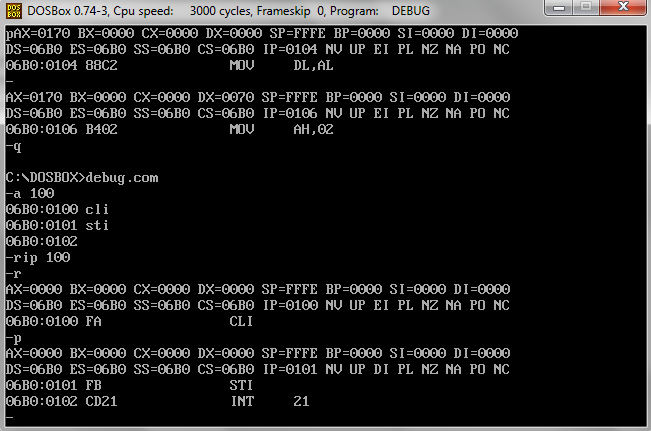 DOS BOX DOSBox 0.74-3, Cpu speed: 3000 cycles, Frameskip 0, Program: DEBUG
pAX=0170 BX=0000 CX=0000 DX=0000 SP=FFFE BP=0000 SI=0000 DI=0000
DS=06B0 ES=06B0 SS=06B0 CS=06B0 IP=0104 NV UP EI PL NZ NA PO NC
06B0:0104 88C2 MOV DL,AL
-
AX=0170 BX=0000 CX=0000 DX=0070 SP=FFFE BP=0000 SI=0000 DI=0000
DS=06B0 ES=06B0 SS=06B0 CS=06B0 IP=0106 NV UP EI PL NZ NA PO NC
06B0:0106 B402 MOV AH,02
-q
C:\DOSBOX>debug.com
-a 100
06B0:0100 cli
06B0:0101 sti
06B0:0102
-rip 100
-r
AX=0000 BX=0000 CX=0000 DX=0000 SP=FFFE BP=0000 SI=0000 DI=0000
DS=06B0 ES=06B0 SS=06B0 CS=06B0 IP=0100 NV UP EI PL NZ NA PO NC
06B0:0100 FA CLI
-p
AX=0000 BX=0000 CX=0000 DX=0000 SP=FFFE BP=0000 SI=0000 DI=0000
DS=06B0 ES=06B0 SS=06B0 CS=06B0 IP=0101 NV UP DI PL NZ NA PO NC
06B0:0101 FB STI
06B0:0102 CD21 INT 21
-